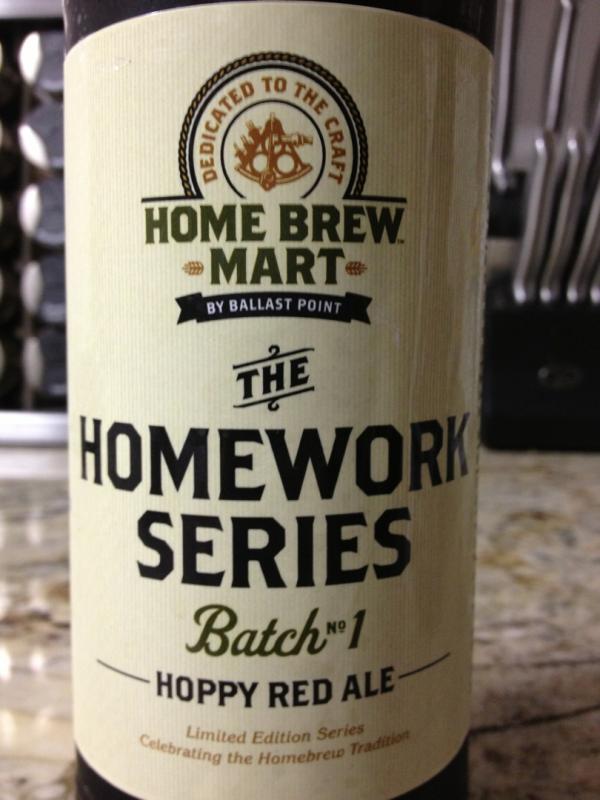 DEDICATED TO THE CRAFT
HOME BREW™
MART
BY BALLAST POINT
THE
HOMEWORK
SERIES
Batch Nº 1
HOPPY RED ALE
Limited Edition Series
Celebrating the Homebrew Tradition